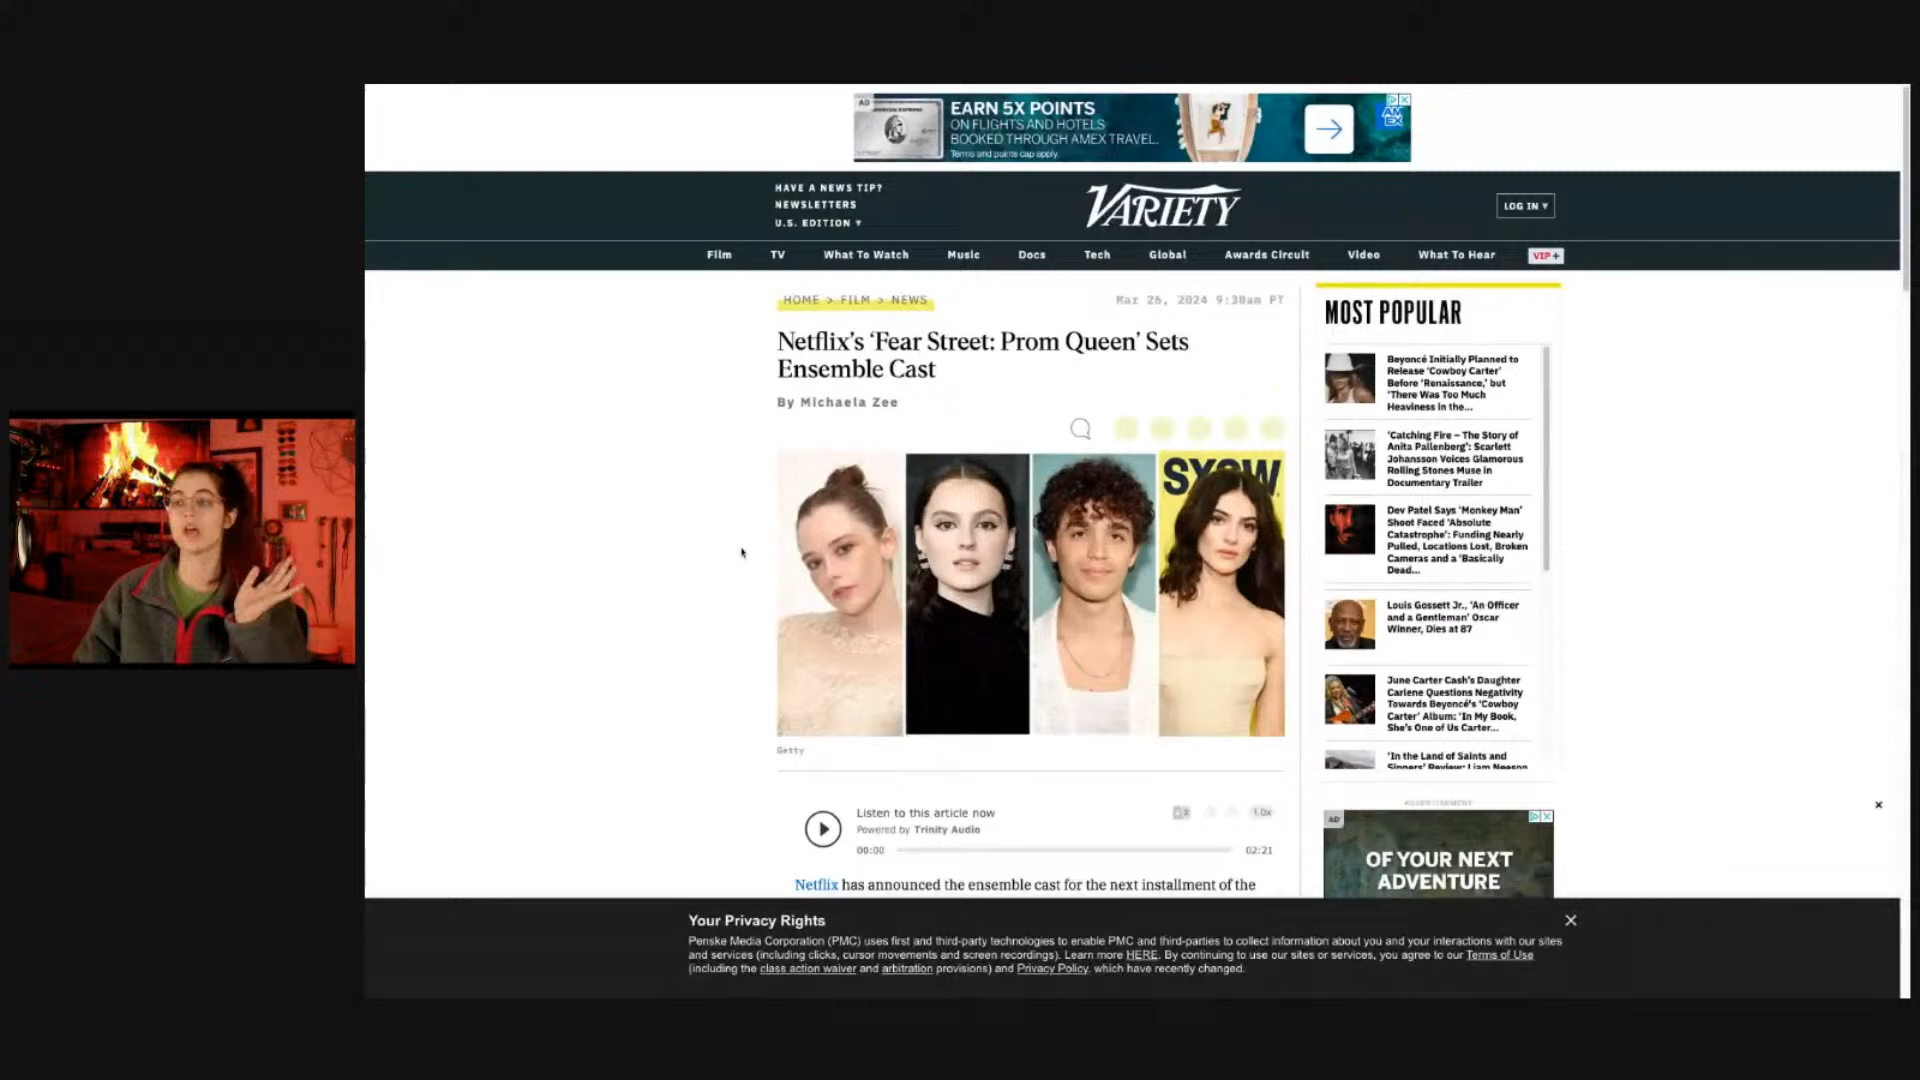 AD
AMERICAN EXPRESS
EARN 5X POINTS
ON FLIGHTS AND HOTELS
BOOKED THROUGH AMEX TRAVEL.
Terms and points cap apply.
AM
EX
HAVE A NEWS TIP?
NEWSLETTERS
U.S. EDITION
VARIETY
LOG IN
Film TV What To Watch Music Docs Tech Global Awards Circuit Video What To Hear VIP+
HOME > FILM > NEWS
Mar 26, 2024 9:30am PT
Netflix's 'Fear Street: Prom Queen' Sets
Ensemble Cast
By Michaela Zee
SXSW
Getty
Listen to this article now
Powered by Trinity Audio
1.0x
00:00
02:21
Netflix has announced the ensemble cast for the next installment of the
MOST POPULAR
Beyoncé Initially Planned to
Release 'Cowboy Carter'
Before 'Renaissance,' but
'There Was Too Much
Heaviness in the...
'Catching Fire – The Story of
Anita Pallenberg': Scarlett
Johansson Voices Glamorous
Rolling Stones Muse in
Documentary Trailer
Dev Patel Says 'Monkey Man'
Shoot Faced 'Absolute
Catastrophe': Funding Nearly
Pulled, Locations Lost, Broken
Cameras and a 'Basically
Dead...
Louis Gossett Jr., 'An Officer
and a Gentleman' Oscar
Winner, Dies at 87
June Carter Cash's Daughter
Carlene Questions Negativity
Towards Beyoncé's 'Cowboy
Carter' Album: 'In My Book,
She's One of Us Carter...
'In the Land of Saints and
Sinners' Review: Liam Neeson
ADVERTISEMENT
AD
OF YOUR NEXT
ADVENTURE
Your Privacy Rights
Penske Media Corporation (PMC) uses first and third-party technologies to enable PMC and third-parties to collect information about you and your interactions with our sites
and services (including clicks, cursor movements and screen recordings). Learn more HERE. By continuing to use our sites or services, you agree to our Terms of Use
(including the class action waiver and arbitration provisions) and Privacy Policy, which have recently changed.